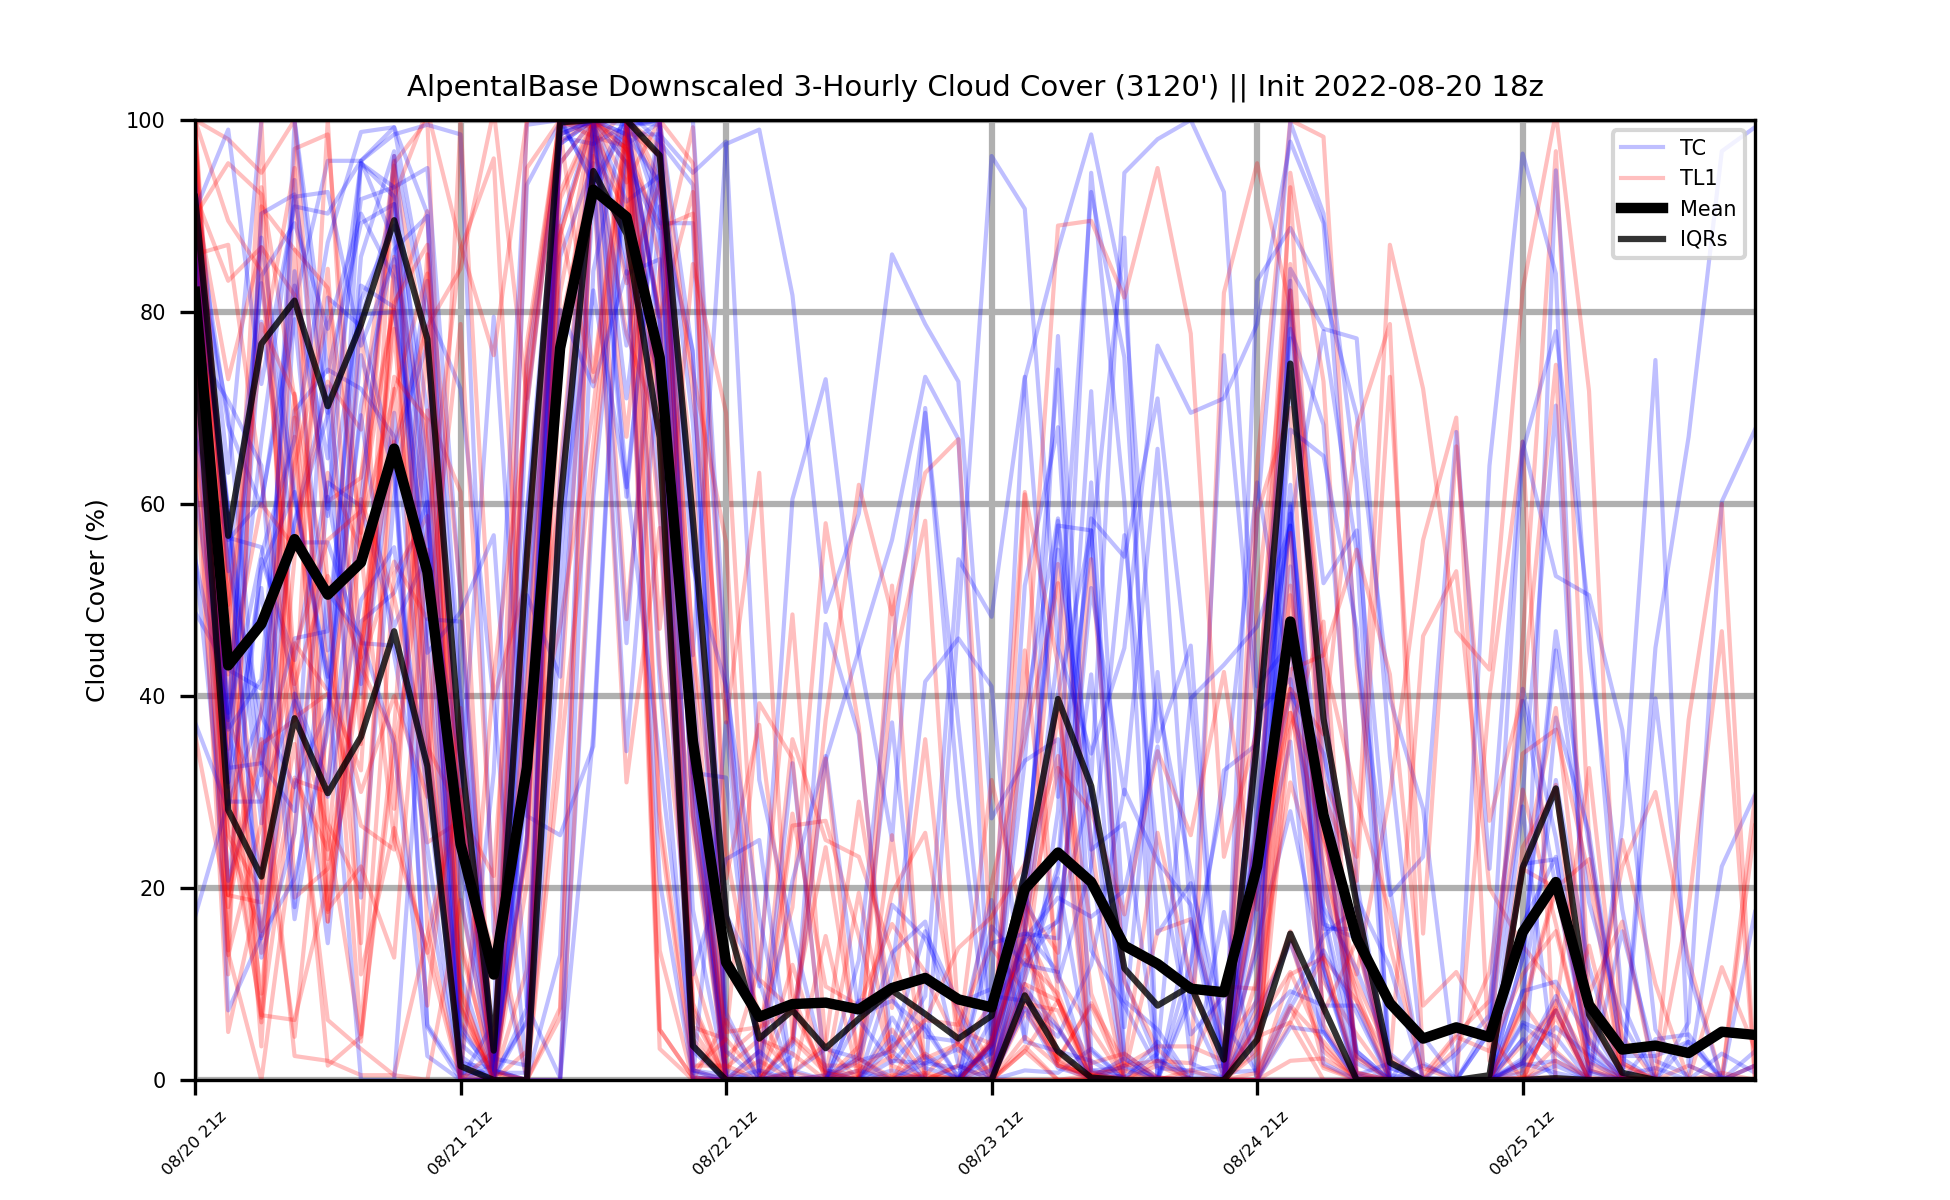 AlpentalBase Downscaled 3-Hourly Cloud Cover (3120') || Init 2022-08-20 18z
Cloud Cover (%)
100
80
60
40
20
0
TC
TL1
Mean
IQRs
08/20 21z
08/21 21z
08/22 21z
08/23 21z
08/24 21z
08/25 21z